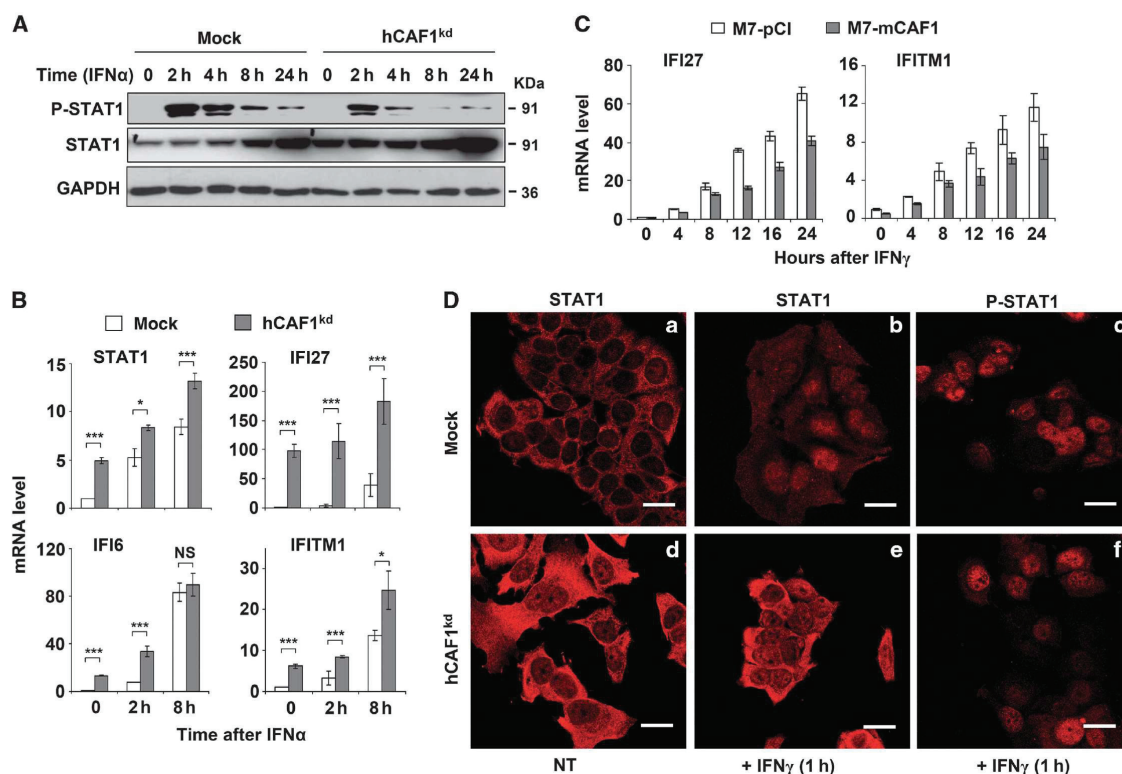 A
Mock hCAF1kd
Time (IFNα) 0 2 h 4 h 8 h 24 h 0 2 h 4 h 8 h 24 h KDa
P-STAT1 - 91
STAT1 - 91
GAPDH - 36
B
Mock hCAF1kd
STAT1 IFI27
15 10 5 0
*** * ***
250 200 150 100 50 0
*** *** ***
mRNA level
IFI6 IFITM1
120 80 40 0
*** *** NS
30 20 10 0
*** *** *
0 2 h 8 h 0 2 h 8 h
Time after IFNα
C
M7-pCI M7-mCAF1
IFI27 IFITM1
mRNA level
80 60 40 20 0
16 12 8 4 0
0 4 8 12 16 24 0 4 8 12 16 24
Hours after IFNγ
D
STAT1 STAT1 P-STAT1
Mock
a b c
hCAF1kd
d e f
NT + IFNγ (1 h) + IFNγ (1 h)